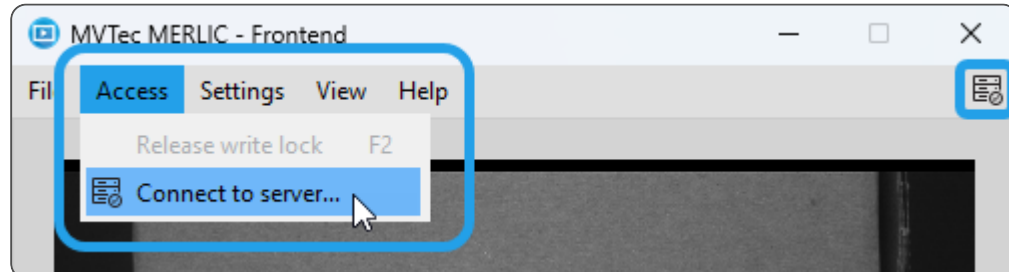 MVTec MERLIC - Frontend
Fil Access Settings View Help
Release write lock F2
Connect to server...